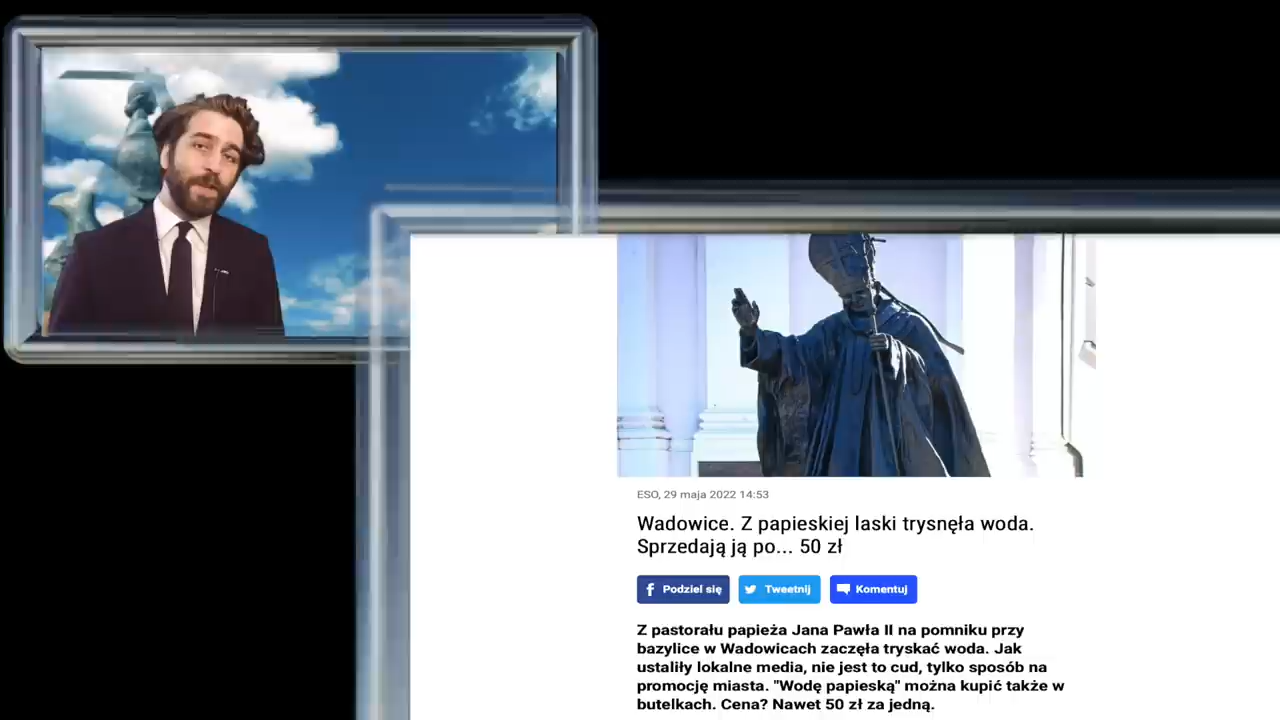 ESO, 29 maja 2022 14:53
Wadowice. Z papieskiej laski trysnęła woda.
Sprzedają ją po... 50 zł
Podziel się
Tweetnij
Komentuj
Z pastorału papieża Jana Pawła II na pomniku przy
bazylice w Wadowicach zaczęła tryskać woda. Jak
ustaliły lokalne media, nie jest to cud, tylko sposób na
promocję miasta. "Wodę papieską" można kupić także w
butelkach. Cena? Nawet 50 zł za jedną.